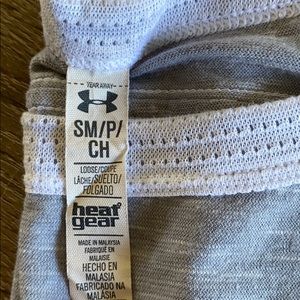 TEAR AWAY
SM/P/
CH
LOOSE/COUPE
LÂCHE/SUELTO/
FOLGADO
heat
gear
MADE IN MALAYSIA
FABRIQUÉ EN
MALAISIE
HECHO EN
MALASIA
FABRICADO NA
MALÁSIA